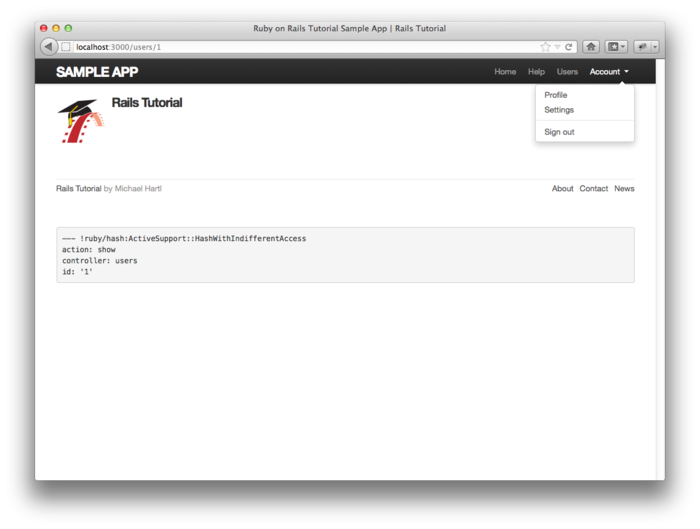 Ruby on Rails Tutorial Sample App | Rails Tutorial
localhost:3000/users/1
SAMPLE APP
Home Help Users Account
Profile
Settings
Sign out
Rails Tutorial
Rails Tutorial by Michael Hartl
About Contact News
--- !ruby/hash:ActiveSupport::HashWithIndifferentAccess
action: show
controller: users
id: '1'